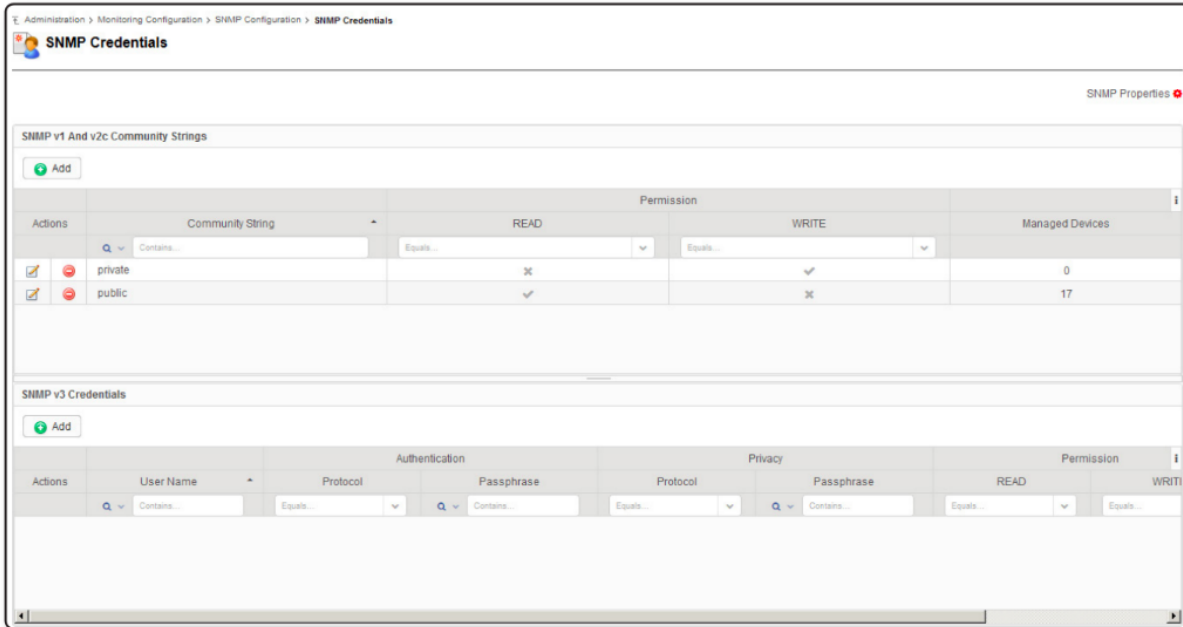 Administration > Monitoring Configuration > SNMP Configuration > SNMP Credentials
SNMP Credentials
SNMP Properties
SNMP v1 And v2c Community Strings
Add
Permission
Actions Community String READ WRITE Managed Devices
Contains... Equals... Equals...
private 0
public 17
SNMP v3 Credentials
Add
Authentication Privacy Permission
Actions User Name Protocol Passphrase Protocol Passphrase READ WRIT
Contains... Equals... Contains... Equals... Contains... Equals... Equals...